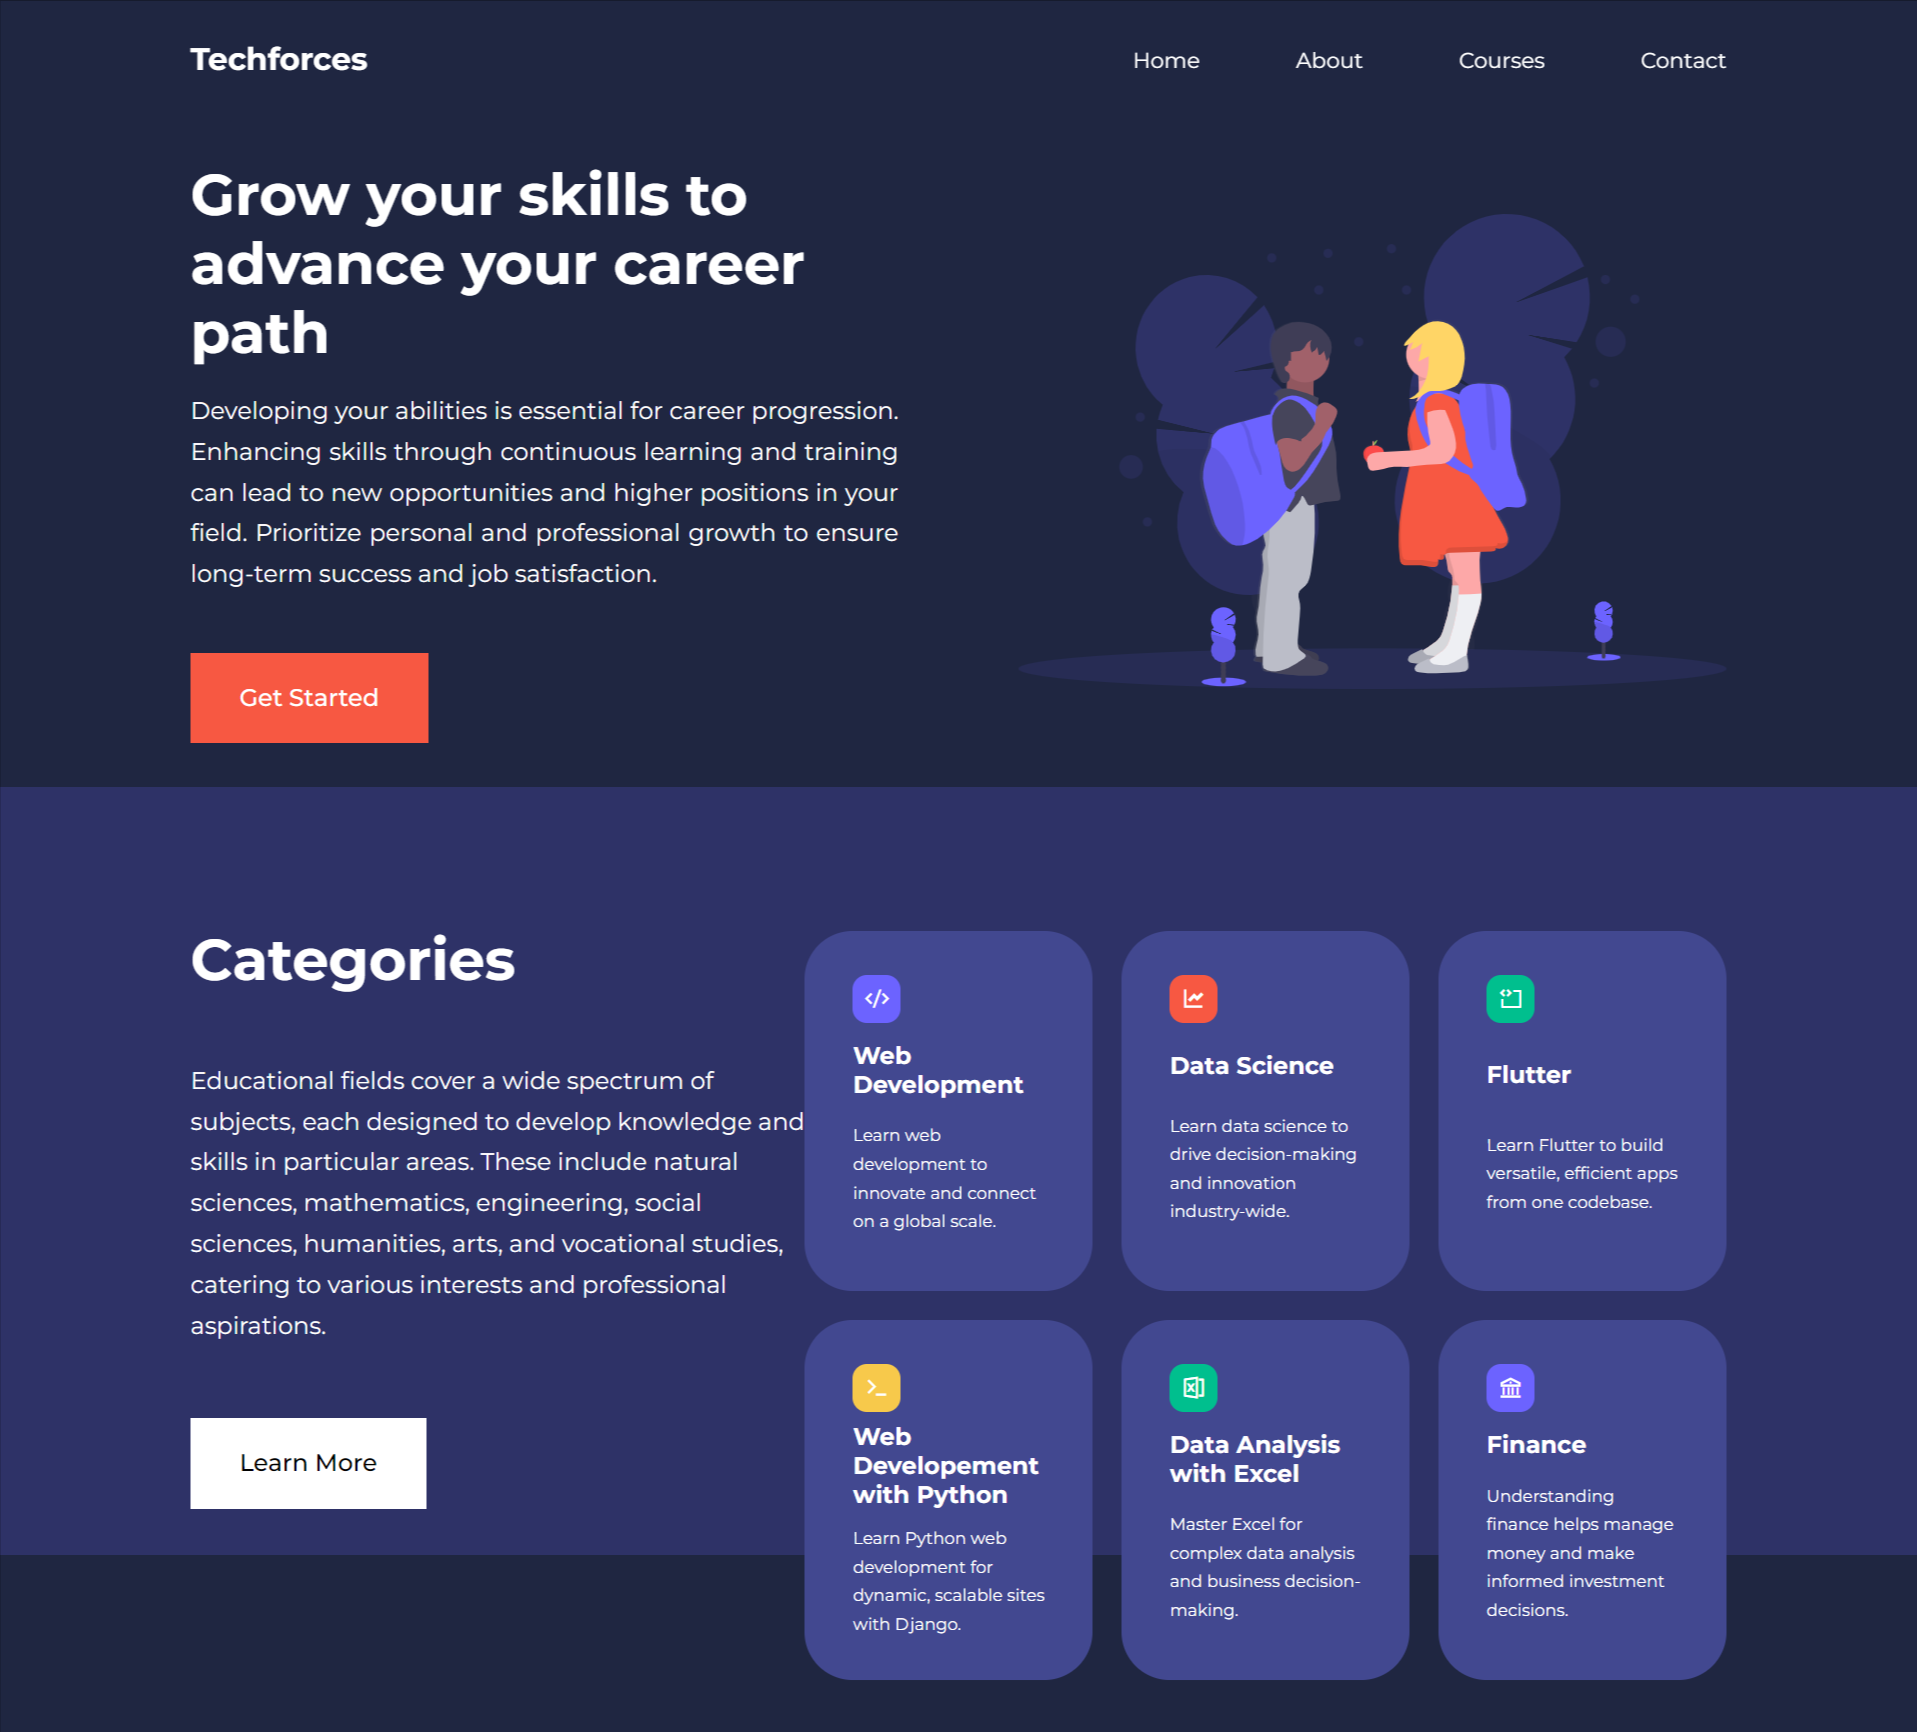 Techforces
Home
About
Courses
Contact
Grow your skills to
advance your career
path
Developing your abilities is essential for career progression.
Enhancing skills through continuous learning and training
can lead to new opportunities and higher positions in your
field. Prioritize personal and professional growth to ensure
long-term success and job satisfaction.
Get Started
Categories
Educational fields cover a wide spectrum of
subjects, each designed to develop knowledge and
skills in particular areas. These include natural
sciences, mathematics, engineering, social
sciences, humanities, arts, and vocational studies,
catering to various interests and professional
aspirations.
Learn More
Web
Development
Learn web
development to
innovate and connect
on a global scale.
Data Science
Learn data science to
drive decision-making
and innovation
industry-wide.
Flutter
Learn Flutter to build
versatile, efficient apps
from one codebase.
Web
Developement
with Python
Learn Python web
development for
dynamic, scalable sites
with Django.
Data Analysis
with Excel
Master Excel for
complex data analysis
and business decision-
making.
Finance
Understanding
finance helps manage
money and make
informed investment
decisions.